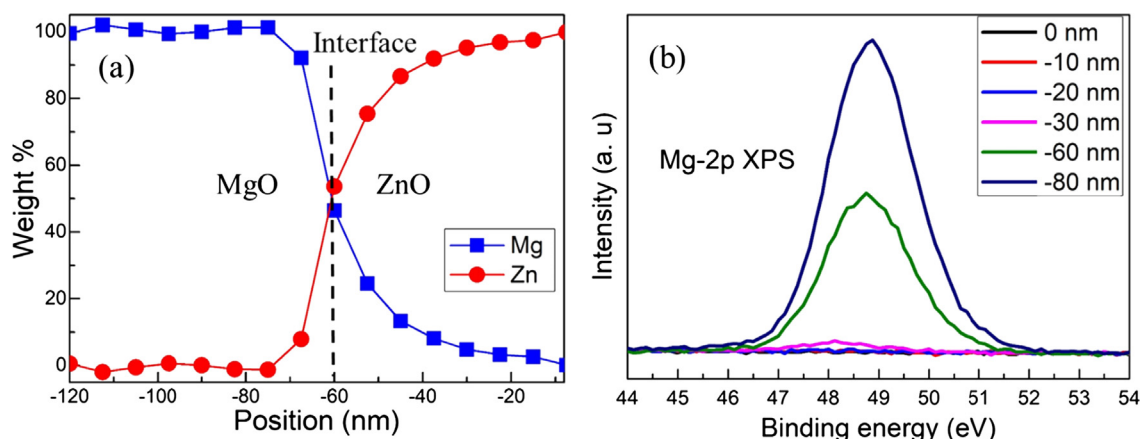 (a)
Interface
MgO
ZnO
Mg
Zn
Weight %
100
80
60
40
20
0
-120
-100
-80
-60
-40
-20
Position (nm)
(b)
Mg-2p XPS
0 nm
-10 nm
-20 nm
-30 nm
-60 nm
-80 nm
Intensity (a. u)
44 45 46 47 48 49 50 51 52 53 54
Binding energy (eV)